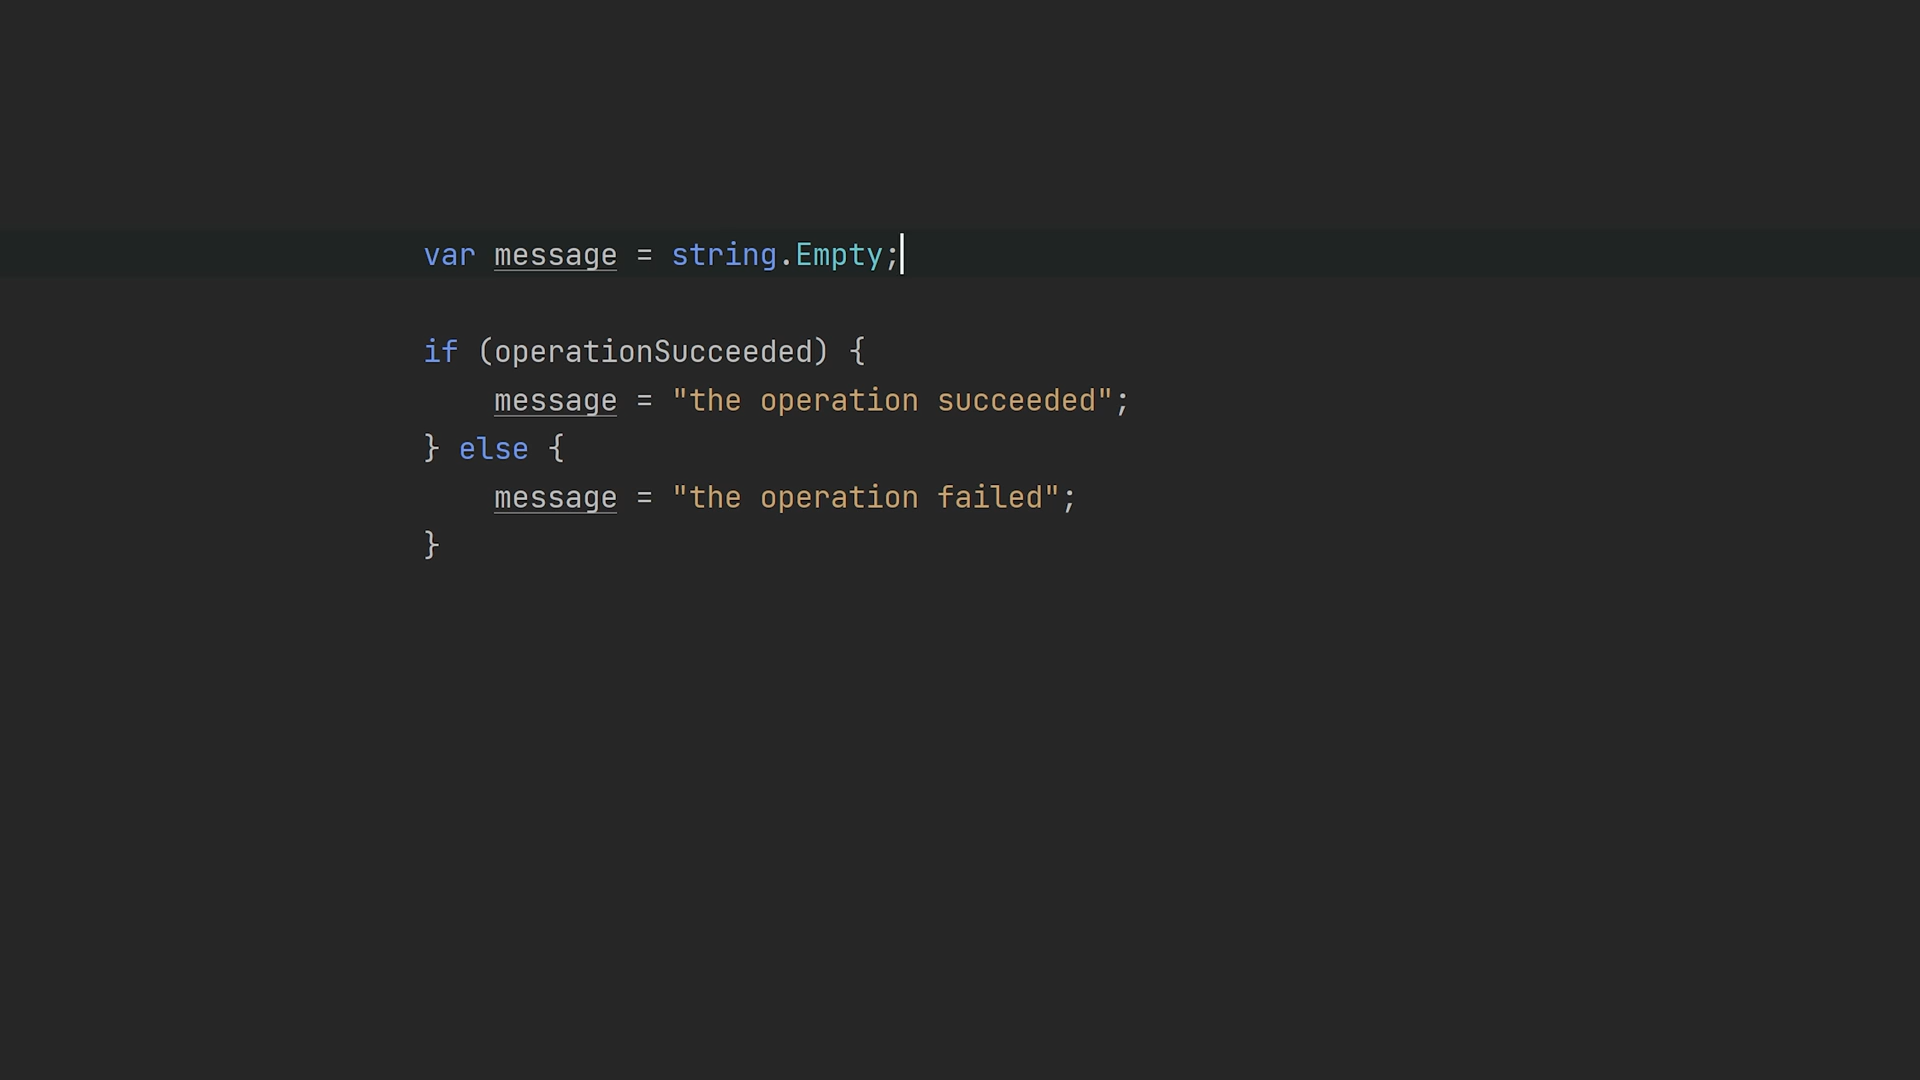 var message = string.Empty;
if (operationSucceeded) {
    message = "the operation succeeded";
} else {
    message = "the operation failed";
}